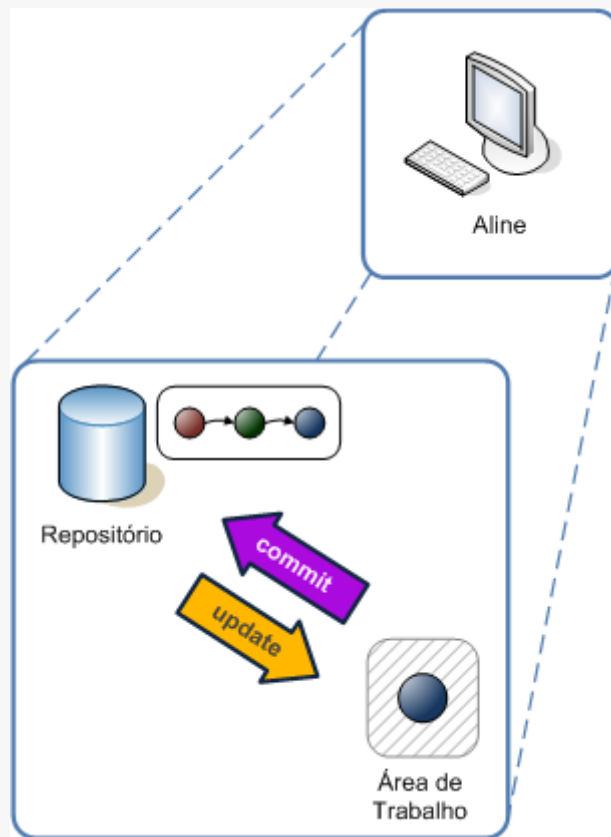 Aline
Repositório
commit
update
Área de
Trabalho